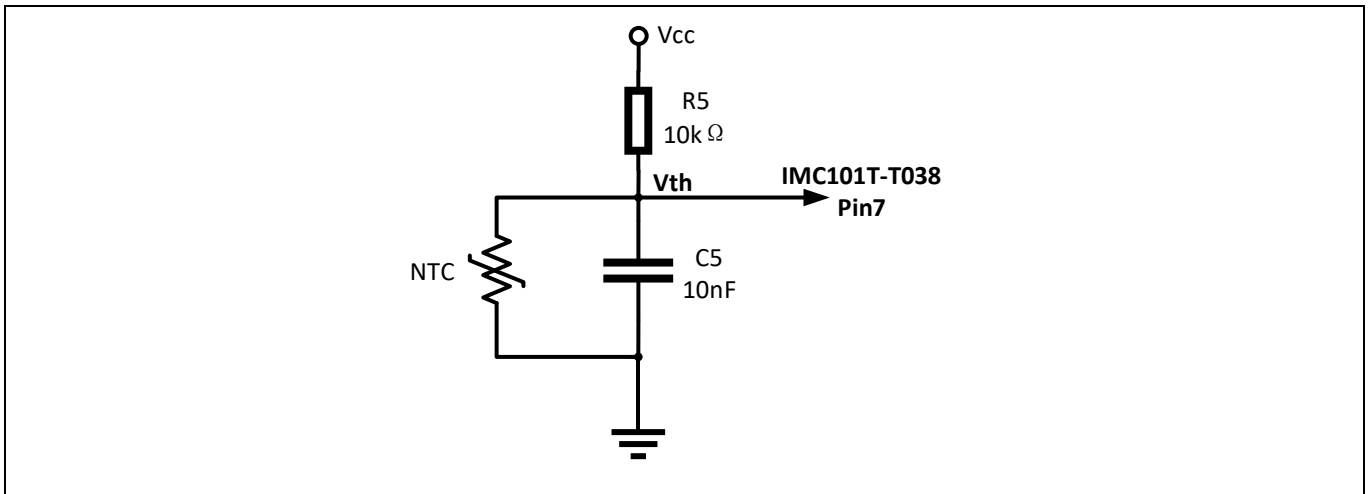 Vcc
R5
10k Ω
Vth
IMC101T-T038
Pin7
NTC
C5
10nF